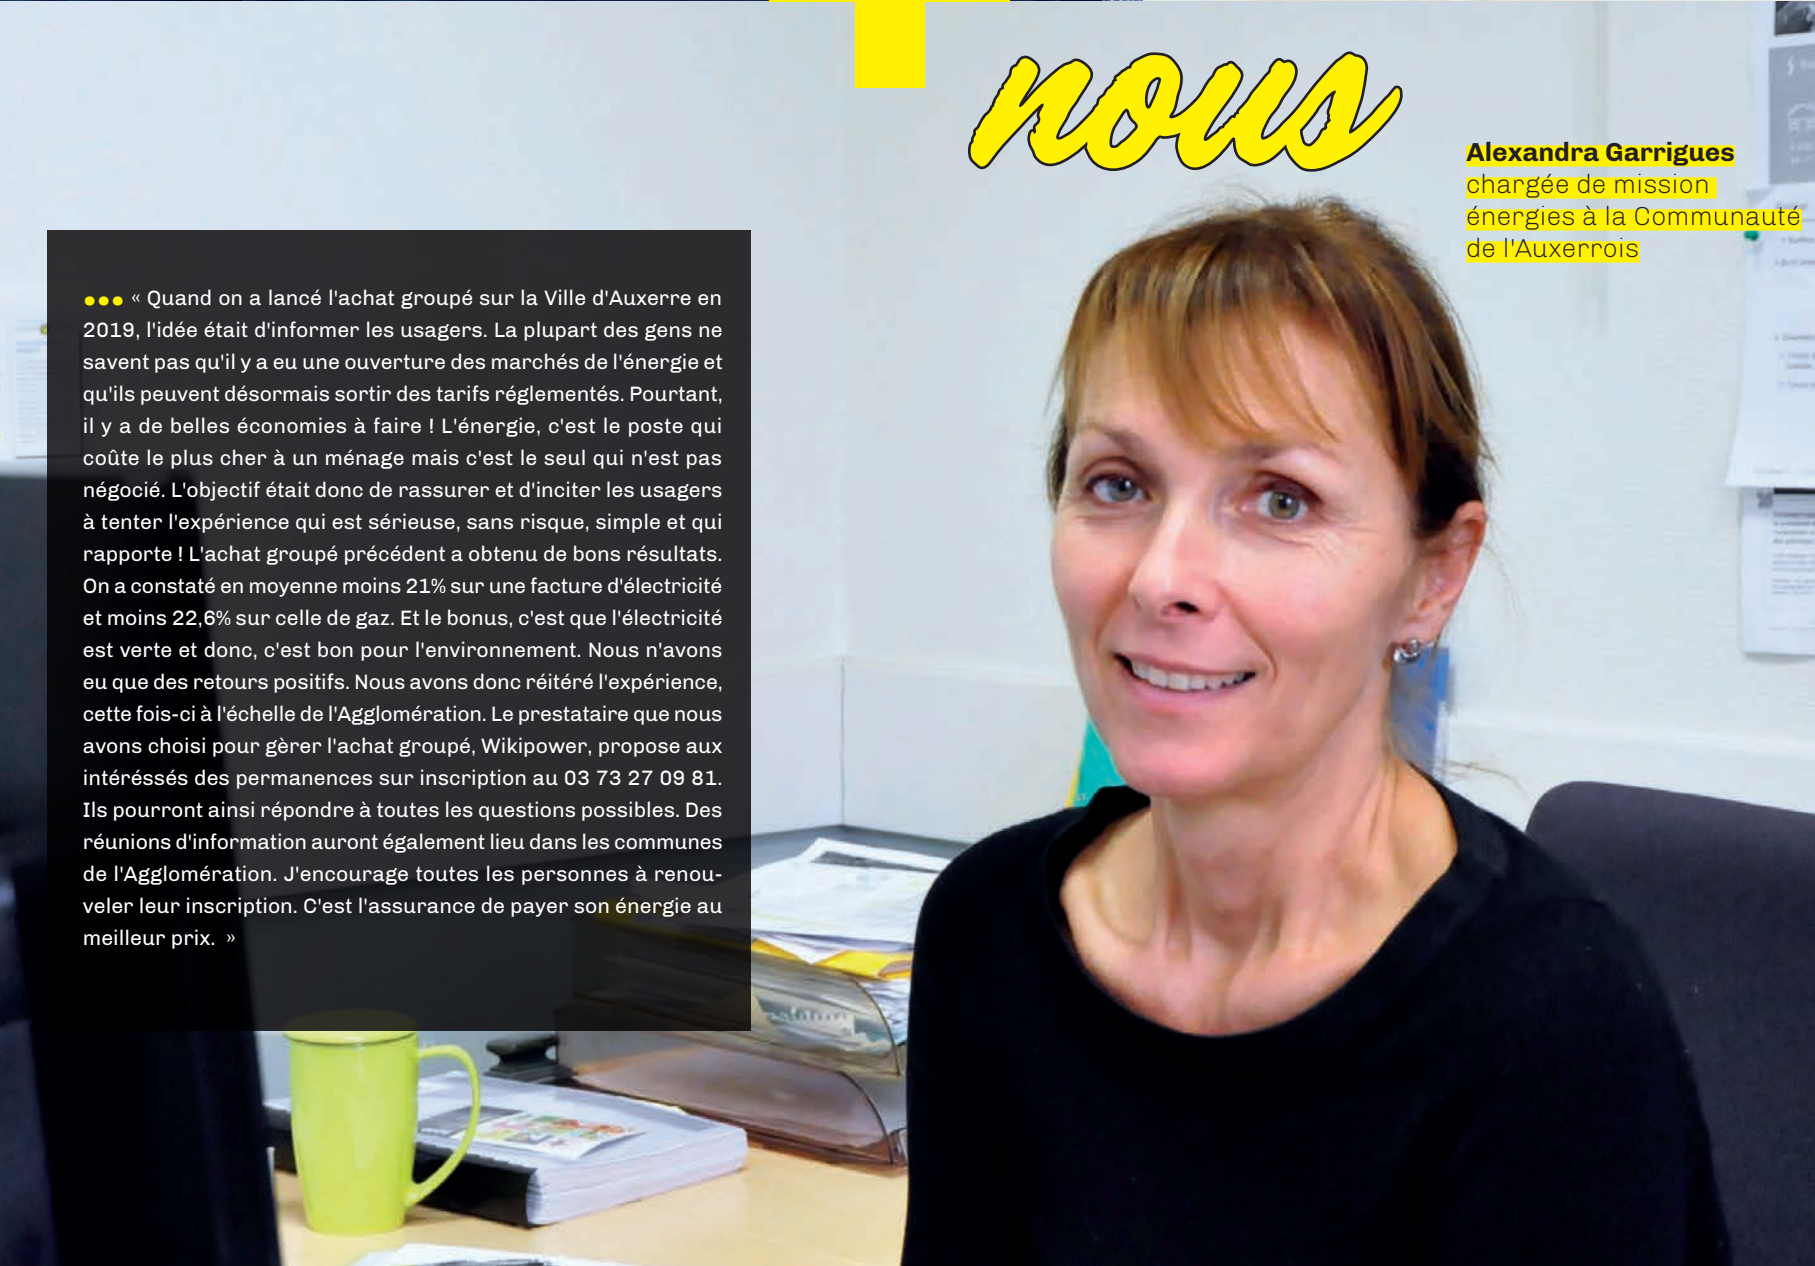 nous
Alexandra Garrigues
chargée de mission
énergies à la Communauté
de l'Auxerrois
••• « Quand on a lancé l'achat groupé sur la Ville d'Auxerre en
2019, l'idée était d'informer les usagers. La plupart des gens ne
savent pas qu'il y a eu une ouverture des marchés de l'énergie et
qu'ils peuvent désormais sortir des tarifs réglementés. Pourtant,
il y a de belles économies à faire ! L'énergie, c'est le poste qui
coûte le plus cher à un ménage mais c'est le seul qui n'est pas
négocié. L'objectif était donc de rassurer et d'inciter les usagers
à tenter l'expérience qui est sérieuse, sans risque, simple et qui
rapporte ! L'achat groupé précédent a obtenu de bons résultats.
On a constaté en moyenne moins 21% sur une facture d'électricité
et moins 22,6% sur celle de gaz. Et le bonus, c'est que l'électricité
est verte et donc, c'est bon pour l'environnement. Nous n'avons
eu que des retours positifs. Nous avons donc réitéré l'expérience,
cette fois-ci à l'échelle de l'Agglomération. Le prestataire que nous
avons choisi pour gèrer l'achat groupé, Wikipower, propose aux
intéréssés des permanences sur inscription au 03 73 27 09 81.
Ils pourront ainsi répondre à toutes les questions possibles. Des
réunions d'information auront également lieu dans les communes
de l'Agglomération. J'encourage toutes les personnes à renou-
veler leur inscription. C'est l'assurance de payer son énergie au
meilleur prix. »